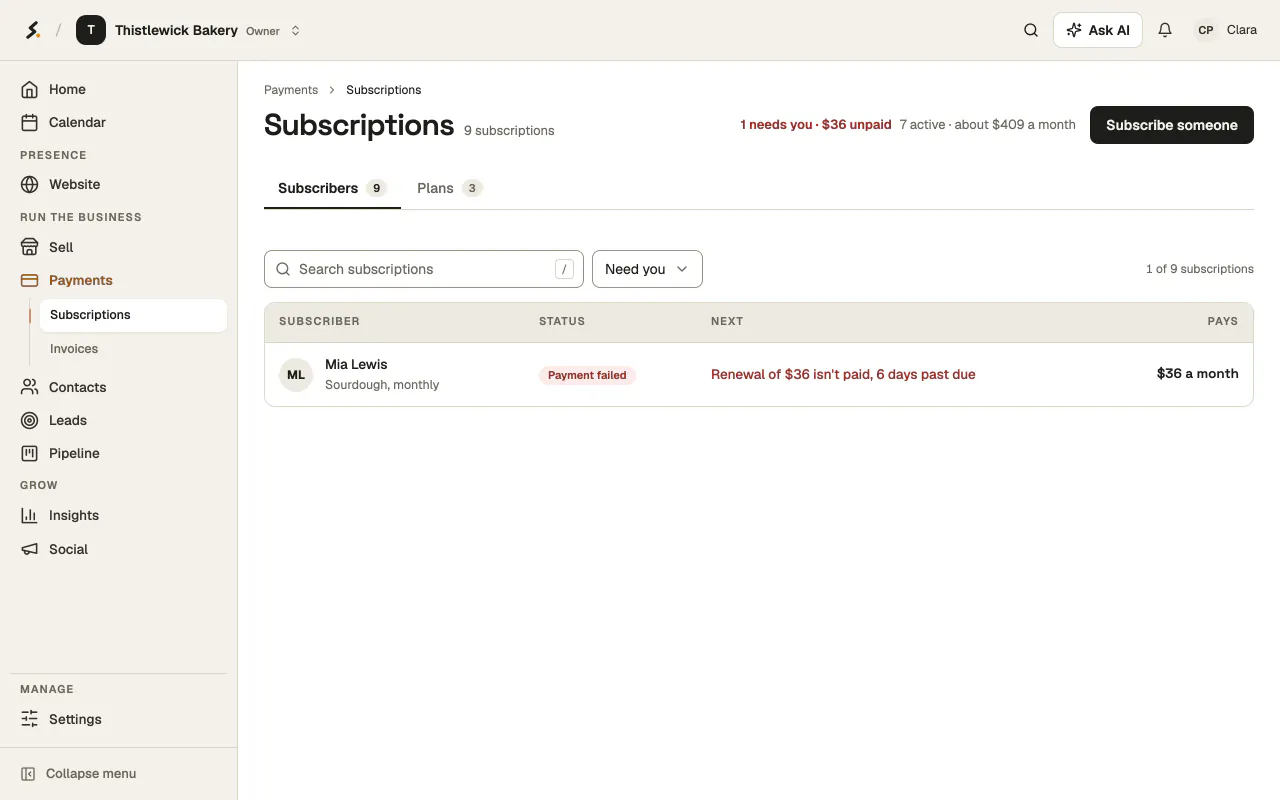 /
T
Thistlewick Bakery Owner
Ask AI
CP
Clara
Home
Calendar
PRESENCE
Website
RUN THE BUSINESS
Sell
Payments
Subscriptions
Invoices
Contacts
Leads
Pipeline
GROW
Insights
Social
MANAGE
Settings
Collapse menu
Payments > Subscriptions
Subscriptions 9 subscriptions
1 needs you · $36 unpaid 7 active · about $409 a month
Subscribe someone
Subscribers 9
Plans 3
Search subscriptions /
Need you
1 of 9 subscriptions
SUBSCRIBER STATUS NEXT PAYS
ML
Mia Lewis
Sourdough, monthly
Payment failed
Renewal of $36 isn't paid, 6 days past due
$36 a month